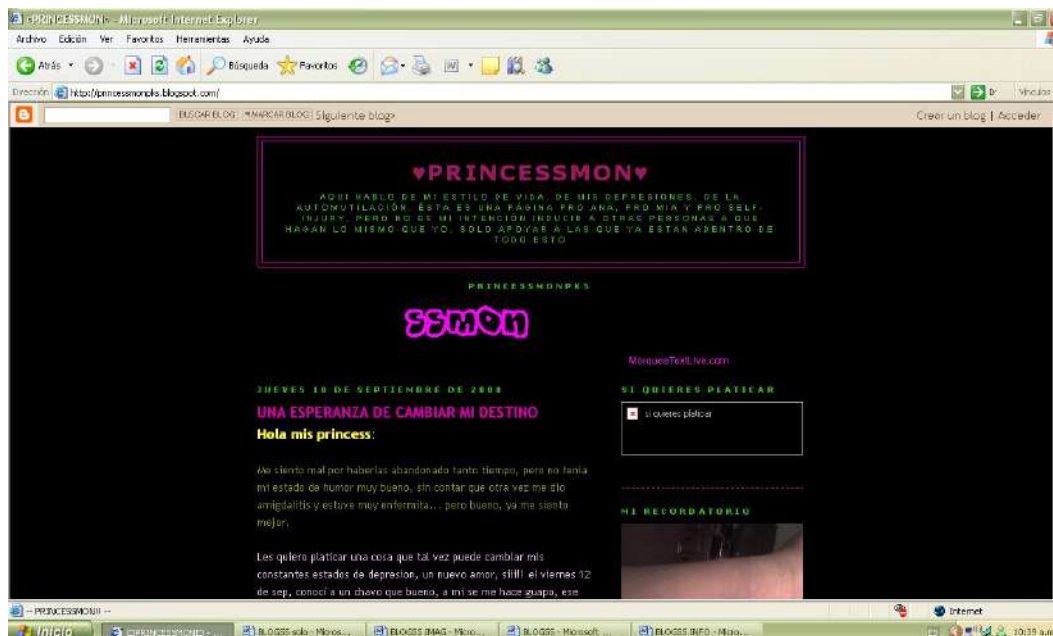 -:PRINCESSMON!!:- - Microsoft Internet Explorer
Archivo Edición Ver Favoritos Herramientas Ayuda
Atrás Búsqueda Favoritos
Dirección http://princessmonpks.blogspot.com/ Ir Vínculos
BUSCAR BLOG MARCAR BLOG Siguiente blog» Crear un blog | Acceder
♥PRINCESSMON♥
AQUI HABLO DE MI ESTILO DE VIDA, DE MIS DEPRESIONES, DE LA
AUTOMUTILACIÓN, ÉSTA ES UNA PÁGINA PRO ANA, PRO MIA Y PRO SELF-
INJURY, PERO NO ES MI INTENCIÓN INDUCIR A OTRAS PERSONAS A QUE
HAGAN LO MISMO QUE YO, SOLO APOYAR A LAS QUE YA ESTAN ADENTRO DE
TODO ESTO
PRINCESSMONPKS
ssmòn
MarqueeTextLive.com
JUEVES 18 DE SEPTIEMBRE DE 2008
UNA ESPERANZA DE CAMBIAR MI DESTINO
Hola mis princess:
Me siento mal por haberlas abandonado tanto tiempo, pero no tenia
mi estado de humor muy bueno, sin contar que otra vez me dio
amigdalitis y estuve muy enfermita... pero bueno, ya me siento
mejor.
Les quiero platicar una cosa que tal vez puede cambiar mis
constantes estados de depresion, un nuevo amor, siiii! el viernes 12
de sep, conoci a un chavo que bueno, a mi se me hace guapo, ese
SI QUIERES PLATICAR
si quieres platicar
MI RECORDATORIO
-- PRINCESSMON!! -- Internet
Inicio BLOGSS solo - Micros... BLOGSS IMAG - Micro... BLOGSS - Microsoft ... BLOGSS INFO - Micro... 10:39 a.m.